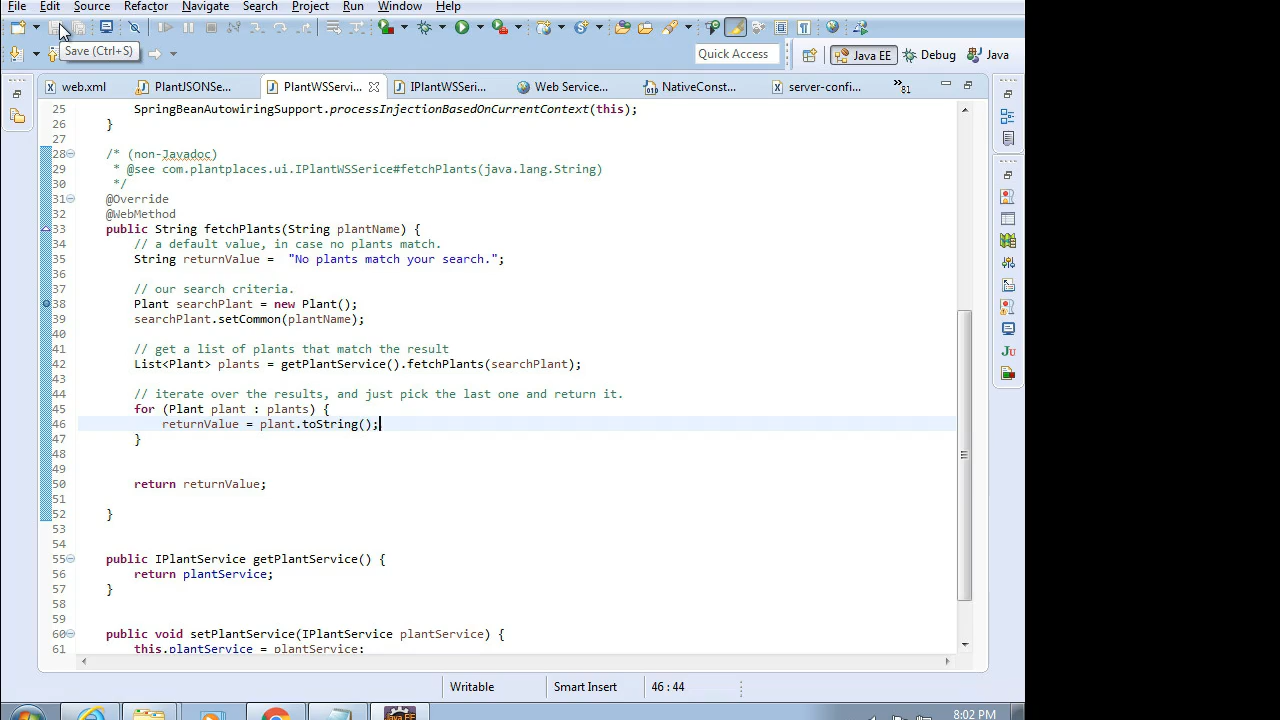 File Edit Source Refactor Navigate Search Project Run Window Help
Save (Ctrl+S)
Quick Access
Java EE
Debug
Java
web.xml
PlantJSONSe...
PlantWSServi...
IPlantWSSeri...
Web Service...
NativeConst...
server-confi...
»81
25 SpringBeanAutowiringSupport.processInjectionBasedOnCurrentContext(this);
26 }
27
28 /* (non-Javadoc)
29 * @see com.plantplaces.ui.IPlantWSSerice#fetchPlants(java.lang.String)
30 */
31 @Override
32 @WebMethod
33 public String fetchPlants(String plantName) {
34 // a default value, in case no plants match.
35 String returnValue = "No plants match your search.";
36
37 // our search criteria.
38 Plant searchPlant = new Plant();
39 searchPlant.setCommon(plantName);
40
41 // get a list of plants that match the result
42 List<Plant> plants = getPlantService().fetchPlants(searchPlant);
43
44 // iterate over the results, and just pick the last one and return it.
45 for (Plant plant : plants) {
46 returnValue = plant.toString();
47 }
48
49
50 return returnValue;
51
52 }
53
54
55 public IPlantService getPlantService() {
56 return plantService;
57 }
58
59
60 public void setPlantService(IPlantService plantService) {
61 this.plantService = plantService;
Writable
Smart Insert
46 : 44
8:02 PM